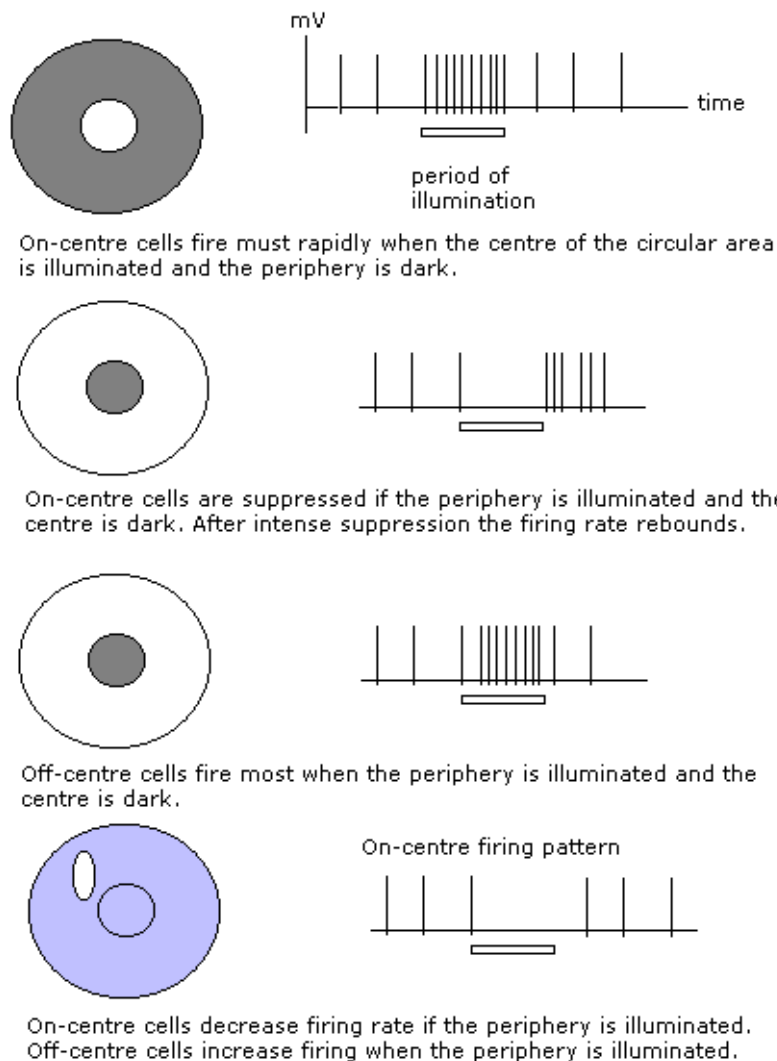 mV
time
period of
illumination
On-centre cells fire must rapidly when the centre of the circular area
is illuminated and the periphery is dark.
On-centre cells are suppressed if the periphery is illuminated and the
centre is dark. After intense suppression the firing rate rebounds.
Off-centre cells fire most when the periphery is illuminated and the
centre is dark.
On-centre firing pattern
On-centre cells decrease firing rate if the periphery is illuminated.
Off-centre cells increase firing when the periphery is illuminated.